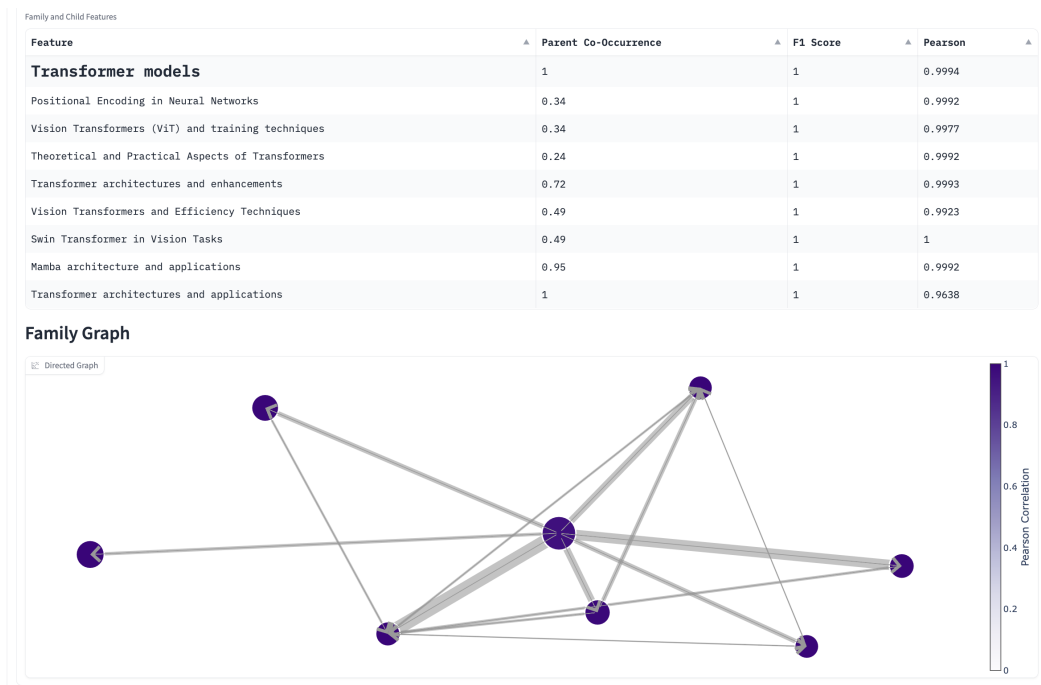 Family and Child Features
Feature Parent Co-Occurrence F1 Score Pearson
Transformer models 1 1 0.9994
Positional Encoding in Neural Networks 0.34 1 0.9992
Vision Transformers (ViT) and training techniques 0.34 1 0.9977
Theoretical and Practical Aspects of Transformers 0.24 1 0.9992
Transformer architectures and enhancements 0.72 1 0.9993
Vision Transformers and Efficiency Techniques 0.49 1 0.9923
Swin Transformer in Vision Tasks 0.49 1 1
Mamba architecture and applications 0.95 1 0.9992
Transformer architectures and applications 1 1 0.9638
Family Graph
Directed Graph
1
0.8
0.6
0.4
0.2
0
Pearson Correlation